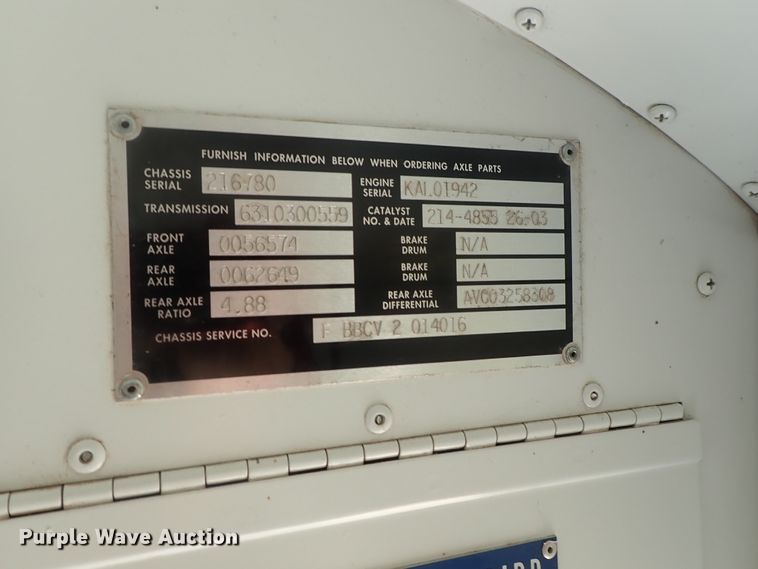 FURNISH INFORMATION BELOW WHEN ORDERING AXLE PARTS
CHASSIS SERIAL 216780 ENGINE SERIAL KAL01942
TRANSMISSION 6310300559 CATALYST NO. & DATE 214-4855 26-03
FRONT AXLE 0056574 BRAKE DRUM N/A
REAR AXLE 0062649 BRAKE DRUM N/A
REAR AXLE RATIO 4.88 REAR AXLE DIFFERENTIAL AVC03258308
CHASSIS SERVICE NO. F BBCV 2 014016
Purple Wave Auction